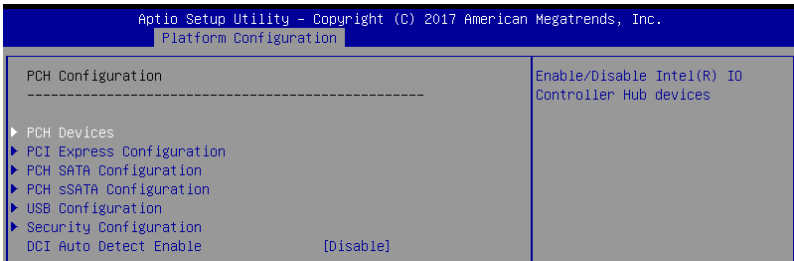 Aptio Setup Utility – Copyright (C) 2017 American Megatrends, Inc.
Platform Configuration
PCH Configuration
--------------------------------------------------
Enable/Disable Intel(R) IO
Controller Hub devices
PCH Devices
PCI Express Configuration
PCH SATA Configuration
PCH sSATA Configuration
USB Configuration
Security Configuration
DCI Auto Detect Enable [Disable]